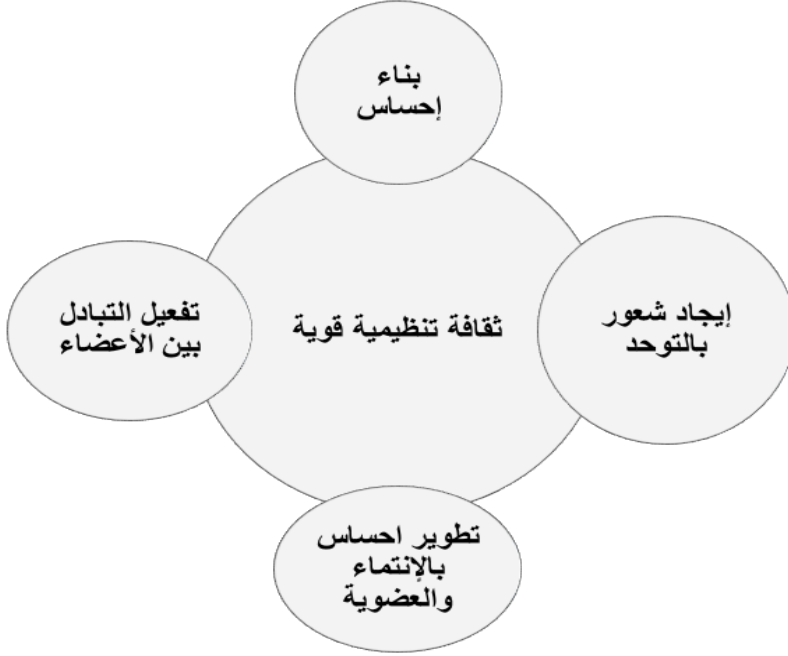 بناء
إحساس
إيجاد شعور
بالتوحد
ثقافة تنظيمية قوية
تفعيل التبادل
بين الأعضاء
تطوير احساس
بالإنتماء
والعضوية